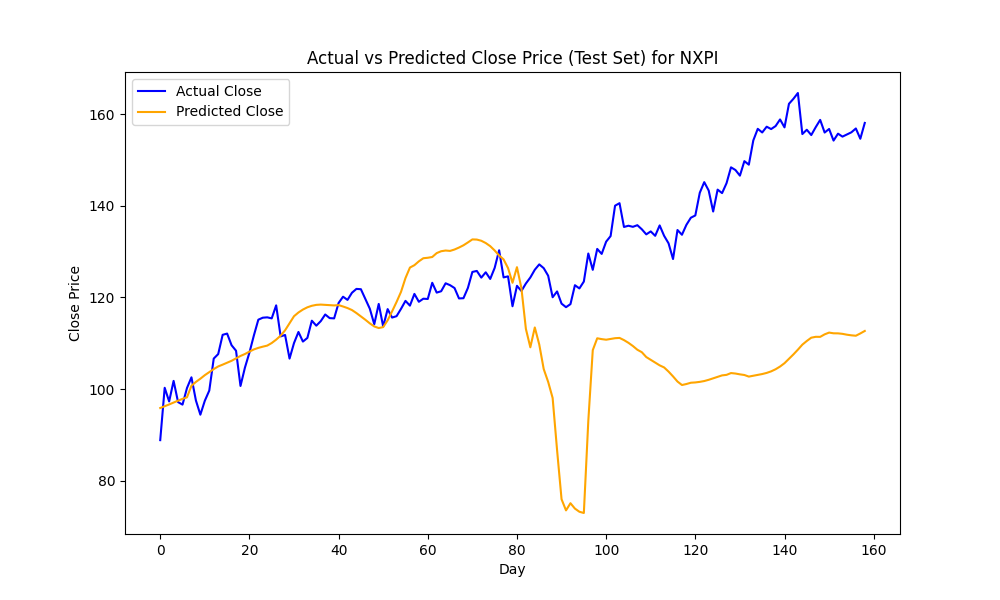 Actual vs Predicted Close Price (Test Set) for NXPI
Actual Close
Predicted Close
160
140
120
100
80
Close Price
0 20 40 60 80 100 120 140 160
Day